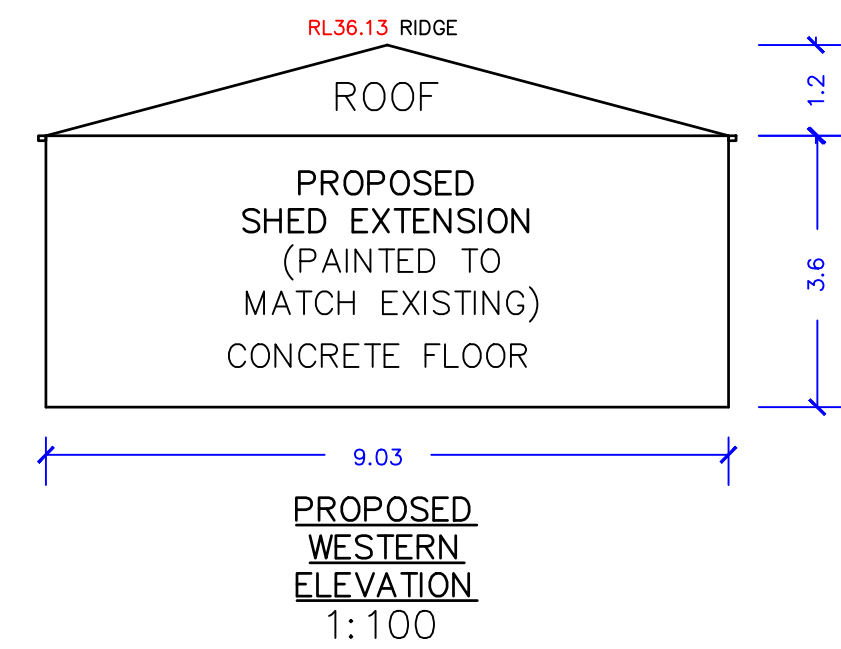 RL36.13 RIDGE
1.2
ROOF
PROPOSED
SHED EXTENSION
(PAINTED TO
MATCH EXISTING)
CONCRETE FLOOR
3.6
9.03
PROPOSED
WESTERN
ELEVATION
1:100